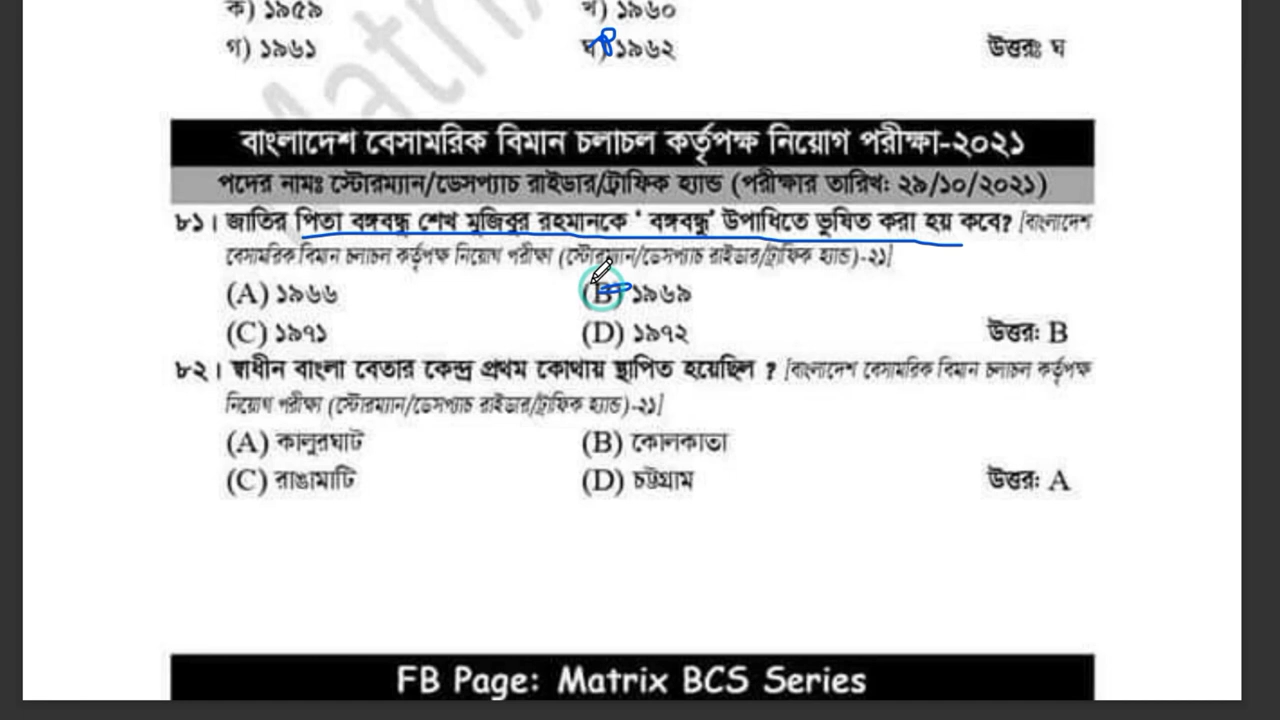 ক) ১৯৫৯ খ) ১৯৬০
গ) ১৯৬১ ঘ) ১৯৬২ উত্তরঃ ঘ
Matrix
বাংলাদেশ বেসামরিক বিমান চলাচল কর্তৃপক্ষ নিয়োগ পরীক্ষা-২০২১
পদের নামঃ স্টোরম্যান/ডেসপ্যাচ রাইডার/ট্রাফিক হ্যান্ড (পরীক্ষার তারিখ: ২৯/১০/২০২১)
৮১। জাতির পিতা বঙ্গবন্ধু শেখ মুজিবুর রহমানকে ' বঙ্গবন্ধু' উপাধিতে ভূষিত করা হয় কবে? [বাংলাদেশ
বেসামরিক বিমান চলাচল কর্তৃপক্ষ নিয়োগ পরীক্ষা (স্টোরম্যান/ডেসপ্যাচ রাইডার/ট্রাফিক হ্যান্ড)-২১]
(A) ১৯৬৬ (B) ১৯৬৯
(C) ১৯৭১ (D) ১৯৭২ উত্তর: B
৮২। স্বাধীন বাংলা বেতার কেন্দ্র প্রথম কোথায় স্থাপিত হয়েছিল ? [বাংলাদেশ বেসামরিক বিমান চলাচল কর্তৃপক্ষ
নিয়োগ পরীক্ষা (স্টোরম্যান/ডেসপ্যাচ রাইডার/ট্রাফিক হ্যান্ড)-২১]
(A) কালুরঘাট (B) কোলকাতা
(C) রাঙামাটি (D) চট্টগ্রাম উত্তর: A
FB Page: Matrix BCS Series